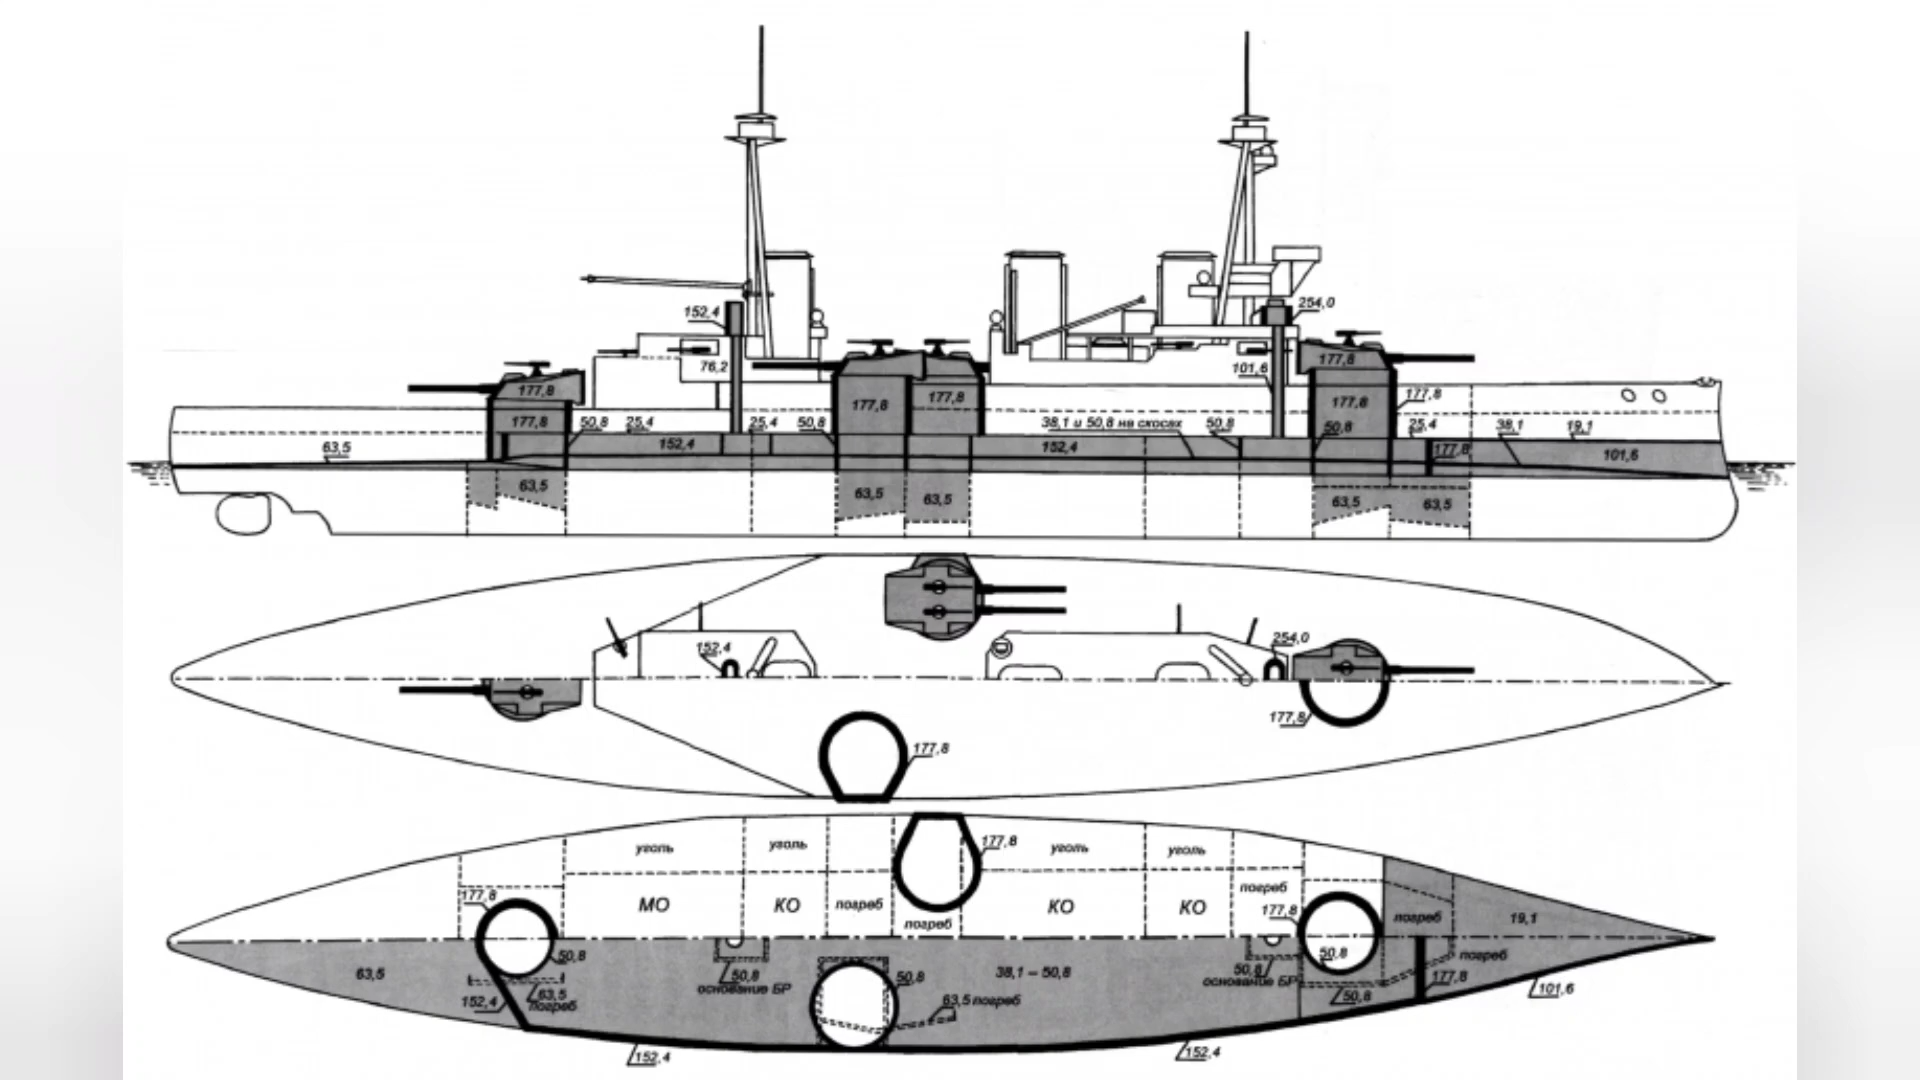 254,0
152,4
177,8
76,2
101,6
177,8
177,8
177,8
177,8
177,8
177,8
50,8
25,4
25,4
50,8
38,1 и 50,8 на скосах
50,8
50,8
25,4
38,1
19,1
63,5
152,4
152,4
177,8
101,6
63,5
63,5
63,5
63,5
63,5
152,4
254,0
177,8
177,8
уголь
уголь
177,8
уголь
уголь
177,8
МО
КО
погреб
погреб
КО
КО
погреб
177,8
погреб
19,1
63,5
50,8
50,8
основание БР
50,8
38,1 – 50,8
50,8
основание БР
50,8
погреб
177,8
152,4
63,5
погреб
63,5 погреб
50,8
101,6
152,4
152,4